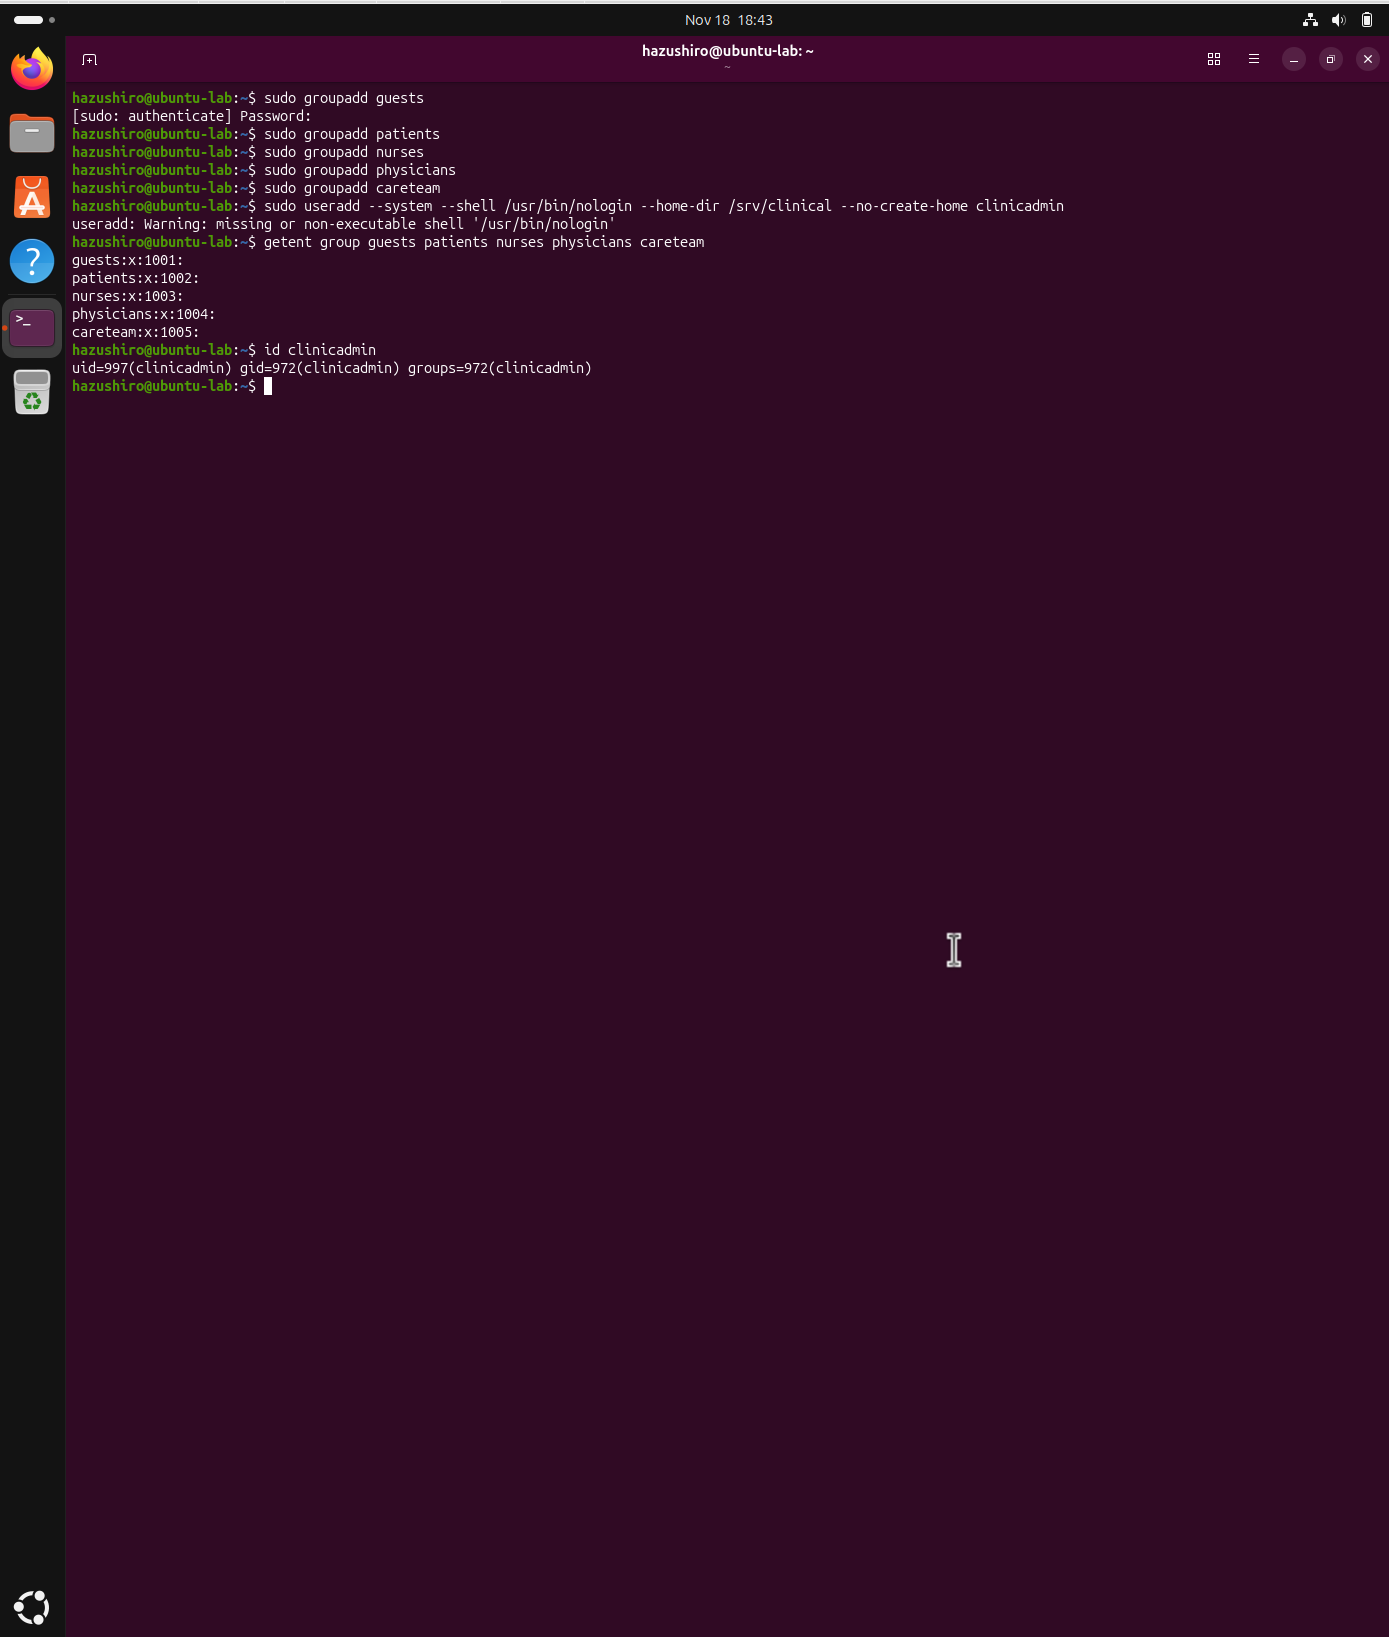 Nov 18 18:43
hazushiro@ubuntu-lab: ~
~
hazushiro@ubuntu-lab:~$ sudo groupadd guests
[sudo: authenticate] Password:
hazushiro@ubuntu-lab:~$ sudo groupadd patients
hazushiro@ubuntu-lab:~$ sudo groupadd nurses
hazushiro@ubuntu-lab:~$ sudo groupadd physicians
hazushiro@ubuntu-lab:~$ sudo groupadd careteam
hazushiro@ubuntu-lab:~$ sudo useradd --system --shell /usr/bin/nologin --home-dir /srv/clinical --no-create-home clinicadmin
useradd: Warning: missing or non-executable shell '/usr/bin/nologin'
hazushiro@ubuntu-lab:~$ getent group guests patients nurses physicians careteam
guests:x:1001:
patients:x:1002:
nurses:x:1003:
physicians:x:1004:
careteam:x:1005:
hazushiro@ubuntu-lab:~$ id clinicadmin
uid=997(clinicadmin) gid=972(clinicadmin) groups=972(clinicadmin)
hazushiro@ubuntu-lab:~$